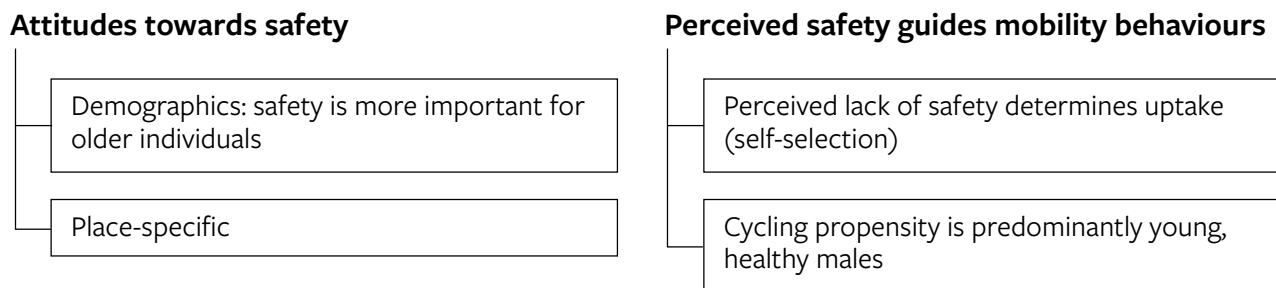 Attitudes towards safety
Demographics: safety is more important for
older individuals
Place-specific
Perceived safety guides mobility behaviours
Perceived lack of safety determines uptake
(self-selection)
Cycling propensity is predominantly young,
healthy males